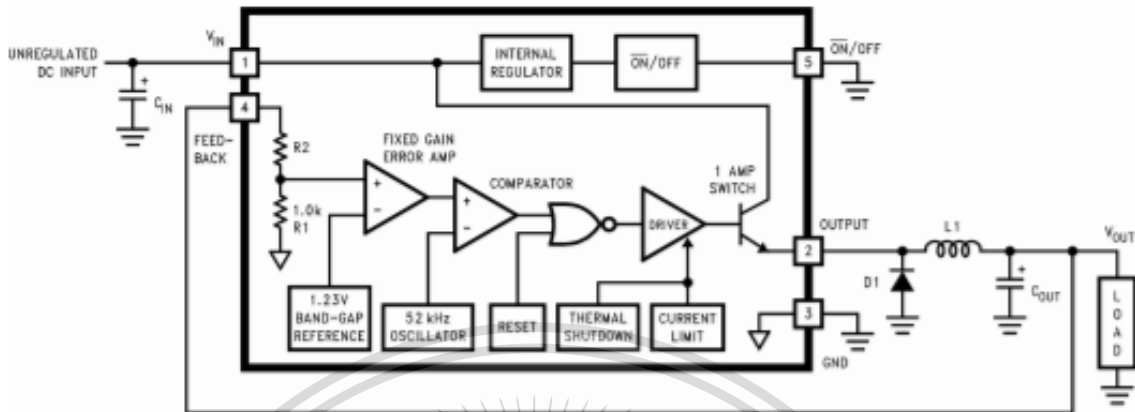 UNREGULATED
DC INPUT
+
C_IN
V_IN
1
4
FEED-
BACK
R2
1.0k
R1
FIXED GAIN
ERROR AMP
+
-
COMPARATOR
+
-
INTERNAL
REGULATOR
O̅N̅/OFF
5
O̅N̅/OFF
DRIVER
1 AMP
SWITCH
1.23V
BAND-GAP
REFERENCE
52 kHz
OSCILLATOR
RESET
THERMAL
SHUTDOWN
CURRENT
LIMIT
OUTPUT
2
3
GND
D1
L1
+
C_OUT
V_OUT
LOAD